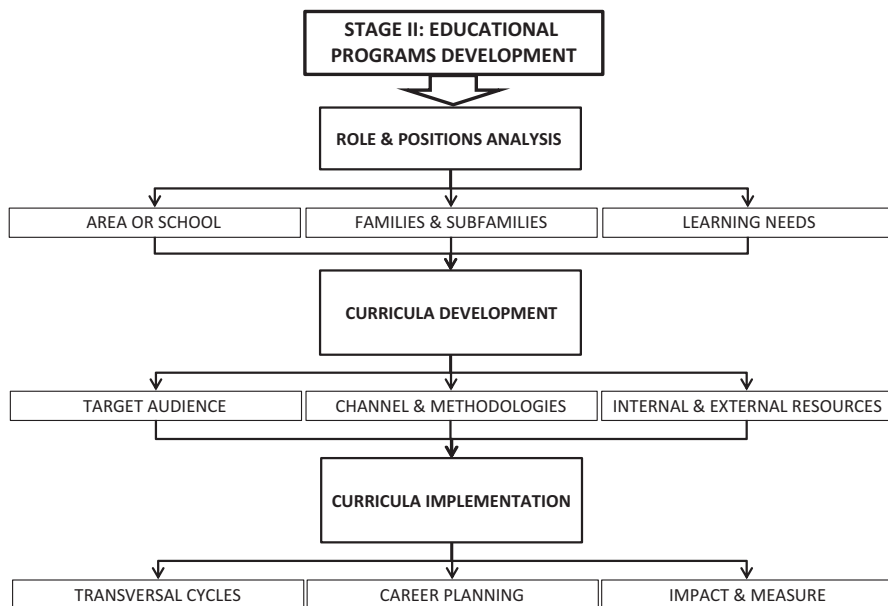 STAGE II: EDUCATIONAL
PROGRAMS DEVELOPMENT
ROLE & POSITIONS ANALYSIS
AREA OR SCHOOL
FAMILIES & SUBFAMILIES
LEARNING NEEDS
CURRICULA DEVELOPMENT
TARGET AUDIENCE
CHANNEL & METHODOLOGIES
INTERNAL & EXTERNAL RESOURCES
CURRICULA IMPLEMENTATION
TRANSVERSAL CYCLES
CAREER PLANNING
IMPACT & MEASURE